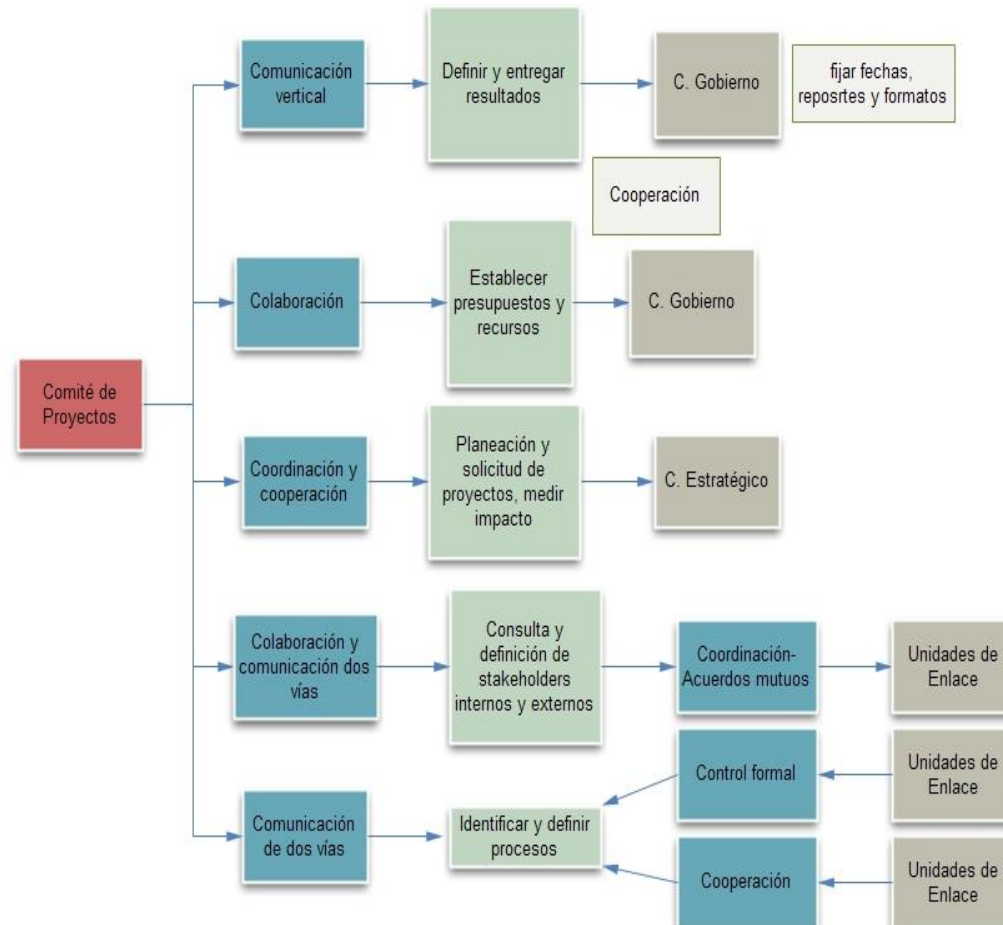 Comunicación
vertical
Definir y entregar
resultados
C. Gobierno
fijar fechas,
reposrtes y formatos
Cooperación
Colaboración
Establecer
presupuestos y
recursos
C. Gobierno
Comité de
Proyectos
Coordinación y
cooperación
Planeación y
solicitud de
proyectos, medir
impacto
C. Estratégico
Colaboración y
comunicación dos
vías
Consulta y
definición de
stakeholders
internos y externos
Coordinación-
Acuerdos mutuos
Unidades de
Enlace
Control formal
Unidades de
Enlace
Comunicación
de dos vías
Identificar y definir
procesos
Cooperación
Unidades de
Enlace